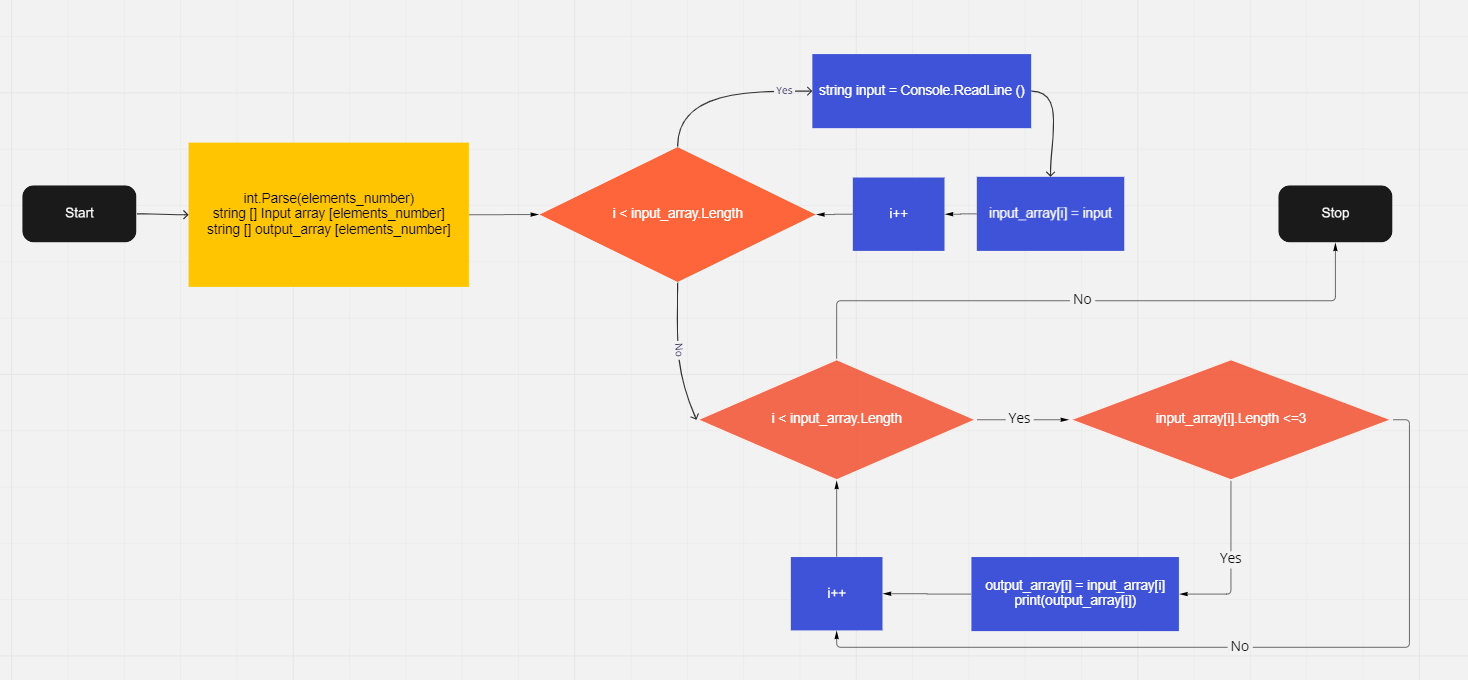 Start
int.Parse(elements_number)
string [] Input array [elements_number]
string [] output_array [elements_number]
i < input_array.Length
Yes
string input = Console.ReadLine ()
input_array[i] = input
i++
No
i < input_array.Length
No
Stop
Yes
input_array[i].Length <=3
Yes
output_array[i] = input_array[i]
print(output_array[i])
i++
No